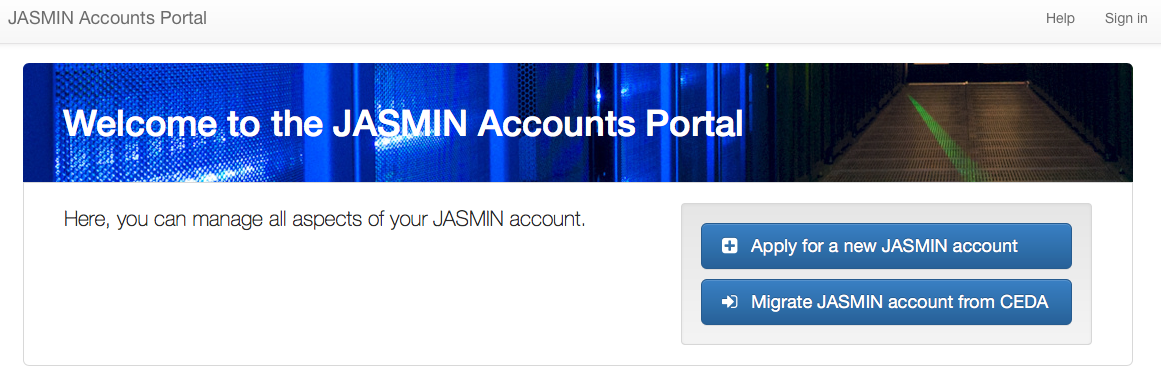 JASMIN Accounts Portal
Help
Sign in
Welcome to the JASMIN Accounts Portal
Here, you can manage all aspects of your JASMIN account.
Apply for a new JASMIN account
Migrate JASMIN account from CEDA